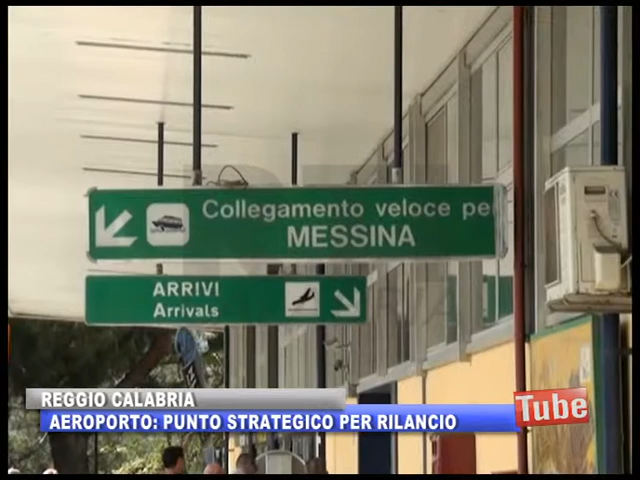 Collegamento veloce pe
MESSINA
ARRIVI
Arrivals
REGGIO CALABRIA
AEROPORTO: PUNTO STRATEGICO PER RILANCIO
Tube